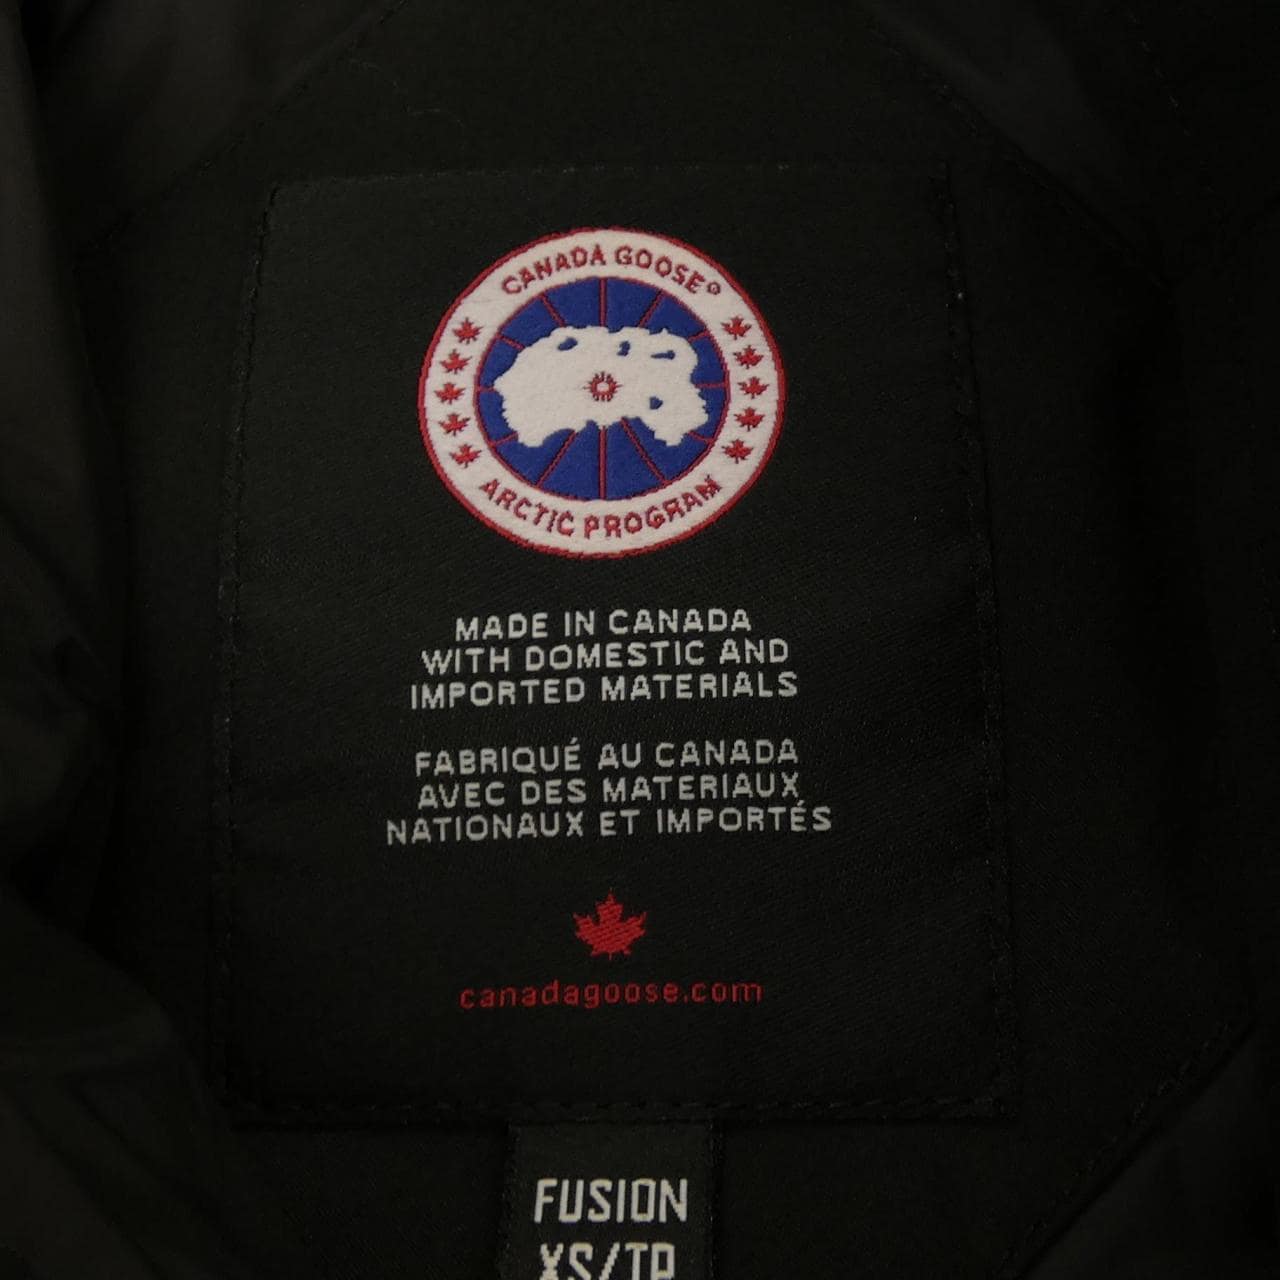 CANADA GOOSE®
ARCTIC PROGRAM
MADE IN CANADA
WITH DOMESTIC AND
IMPORTED MATERIALS
FABRIQUÉ AU CANADA
AVEC DES MATERIAUX
NATIONAUX ET IMPORTÉS
canadagoose.com
FUSION
XS/TP